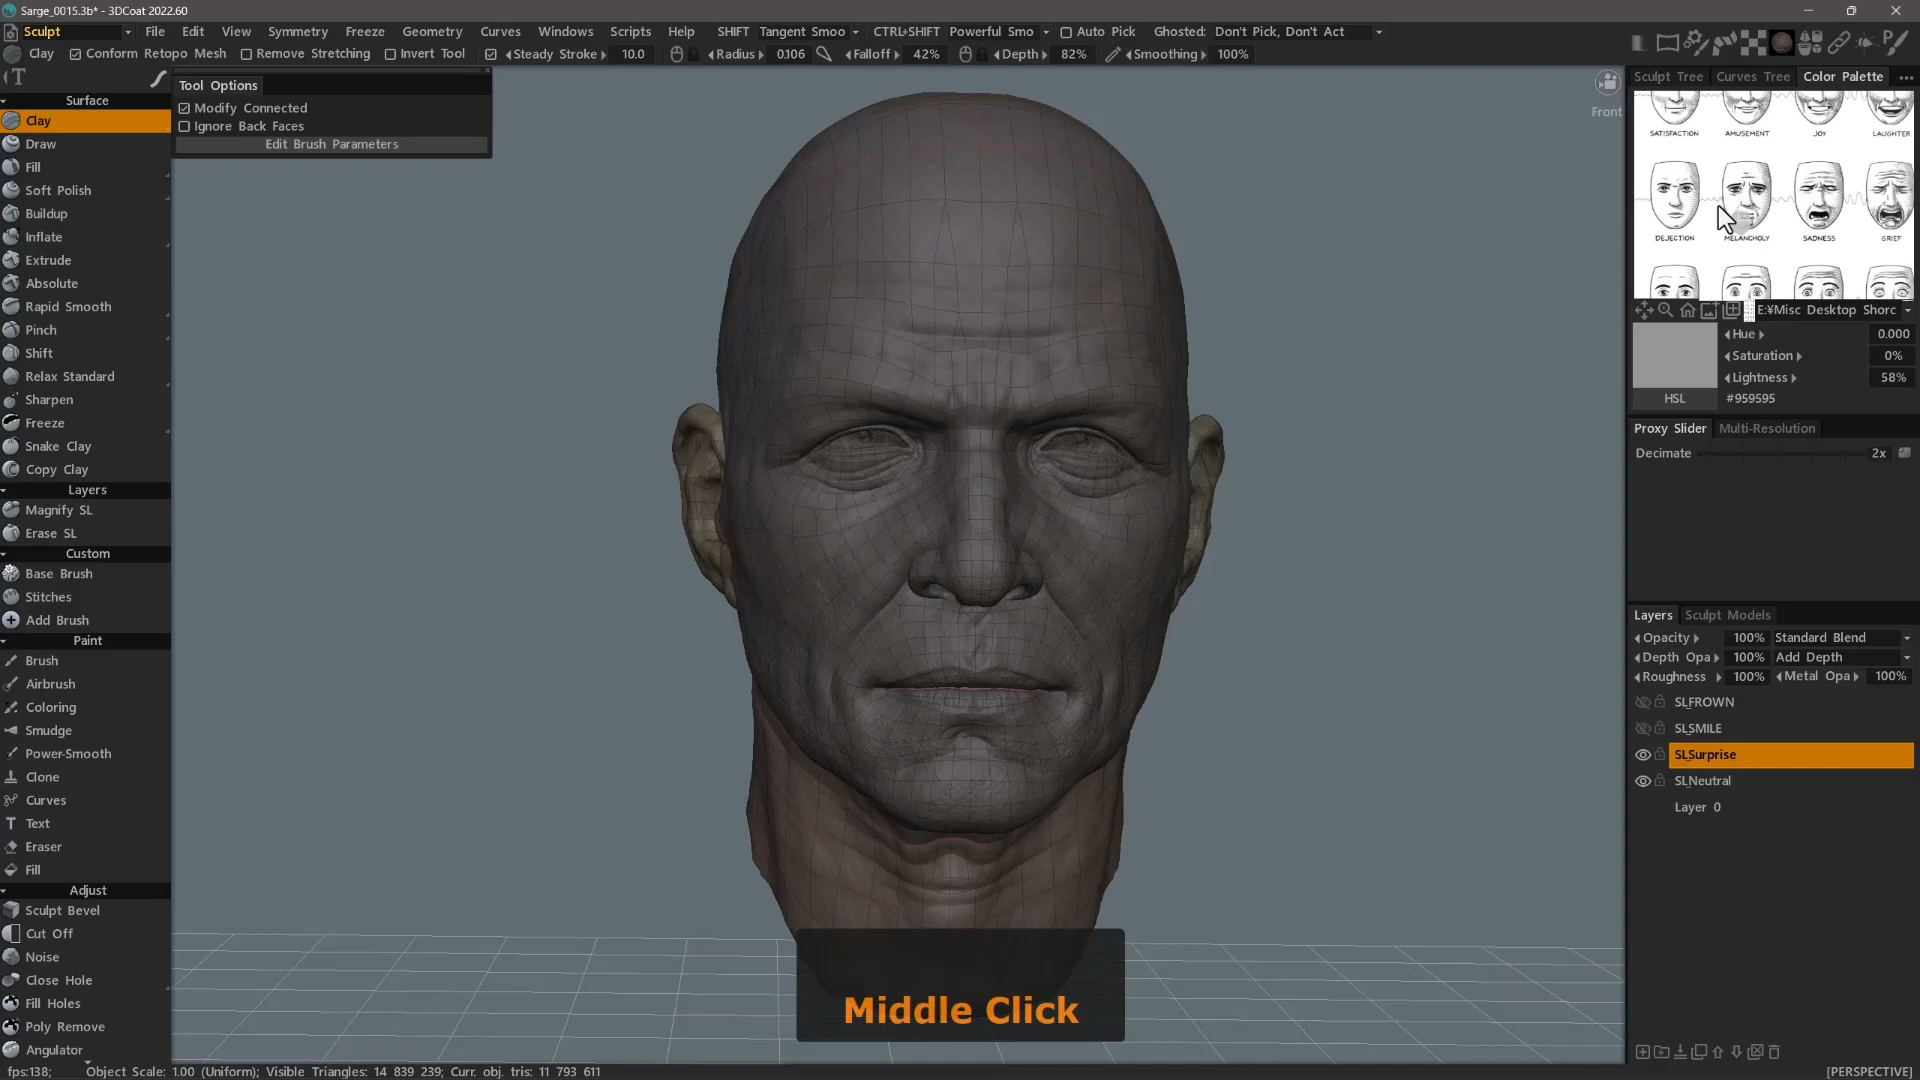 Sarge_0015.3b* - 3DCoat 2022.60
Sculpt File Edit View Symmetry Freeze Geometry Curves Windows Scripts Help SHIFT Tangent Smoo CTRL+SHIFT Powerful Smo Auto Pick Ghosted: Don't Pick, Don't Act
Clay Conform Retopo Mesh Remove Stretching Invert Tool Steady Stroke 10.0 Radius 0.106 Falloff 42% Depth 82% Smoothing 100%
T
Surface
Clay
Draw
Fill
Soft Polish
Buildup
Inflate
Extrude
Absolute
Rapid Smooth
Pinch
Shift
Relax Standard
Sharpen
Freeze
Snake Clay
Copy Clay
Layers
Magnify SL
Erase SL
Custom
Base Brush
Stitches
Add Brush
Paint
Brush
Airbrush
Coloring
Smudge
Power-Smooth
Clone
Curves
Text
Eraser
Fill
Adjust
Sculpt Bevel
Cut Off
Noise
Close Hole
Fill Holes
Poly Remove
Angulator
Tool Options
Modify Connected
Ignore Back Faces
Edit Brush Parameters
Front
Middle Click
Sculpt Tree Curves Tree Color Palette
SATISFACTION AMUSEMENT JOY LAUGHTER
DEJECTION MELANCHOLY SADNESS GRIEF
E:¥Misc Desktop Shorc
Hue 0.000
Saturation 0%
Lightness 58%
HSL #959595
Proxy Slider Multi-Resolution
Decimate 2x
Layers Sculpt Models
Opacity 100% Standard Blend
Depth Opa 100% Add Depth
Roughness 100% Metal Opa 100%
SL_FROWN
SL_SMILE
SL_Surprise
SL_Neutral
Layer 0
fps:138; Object Scale: 1.00 (Uniform); Visible Triangles: 14 839 239; Curr. obj. tris: 11 793 611
[PERSPECTIVE]